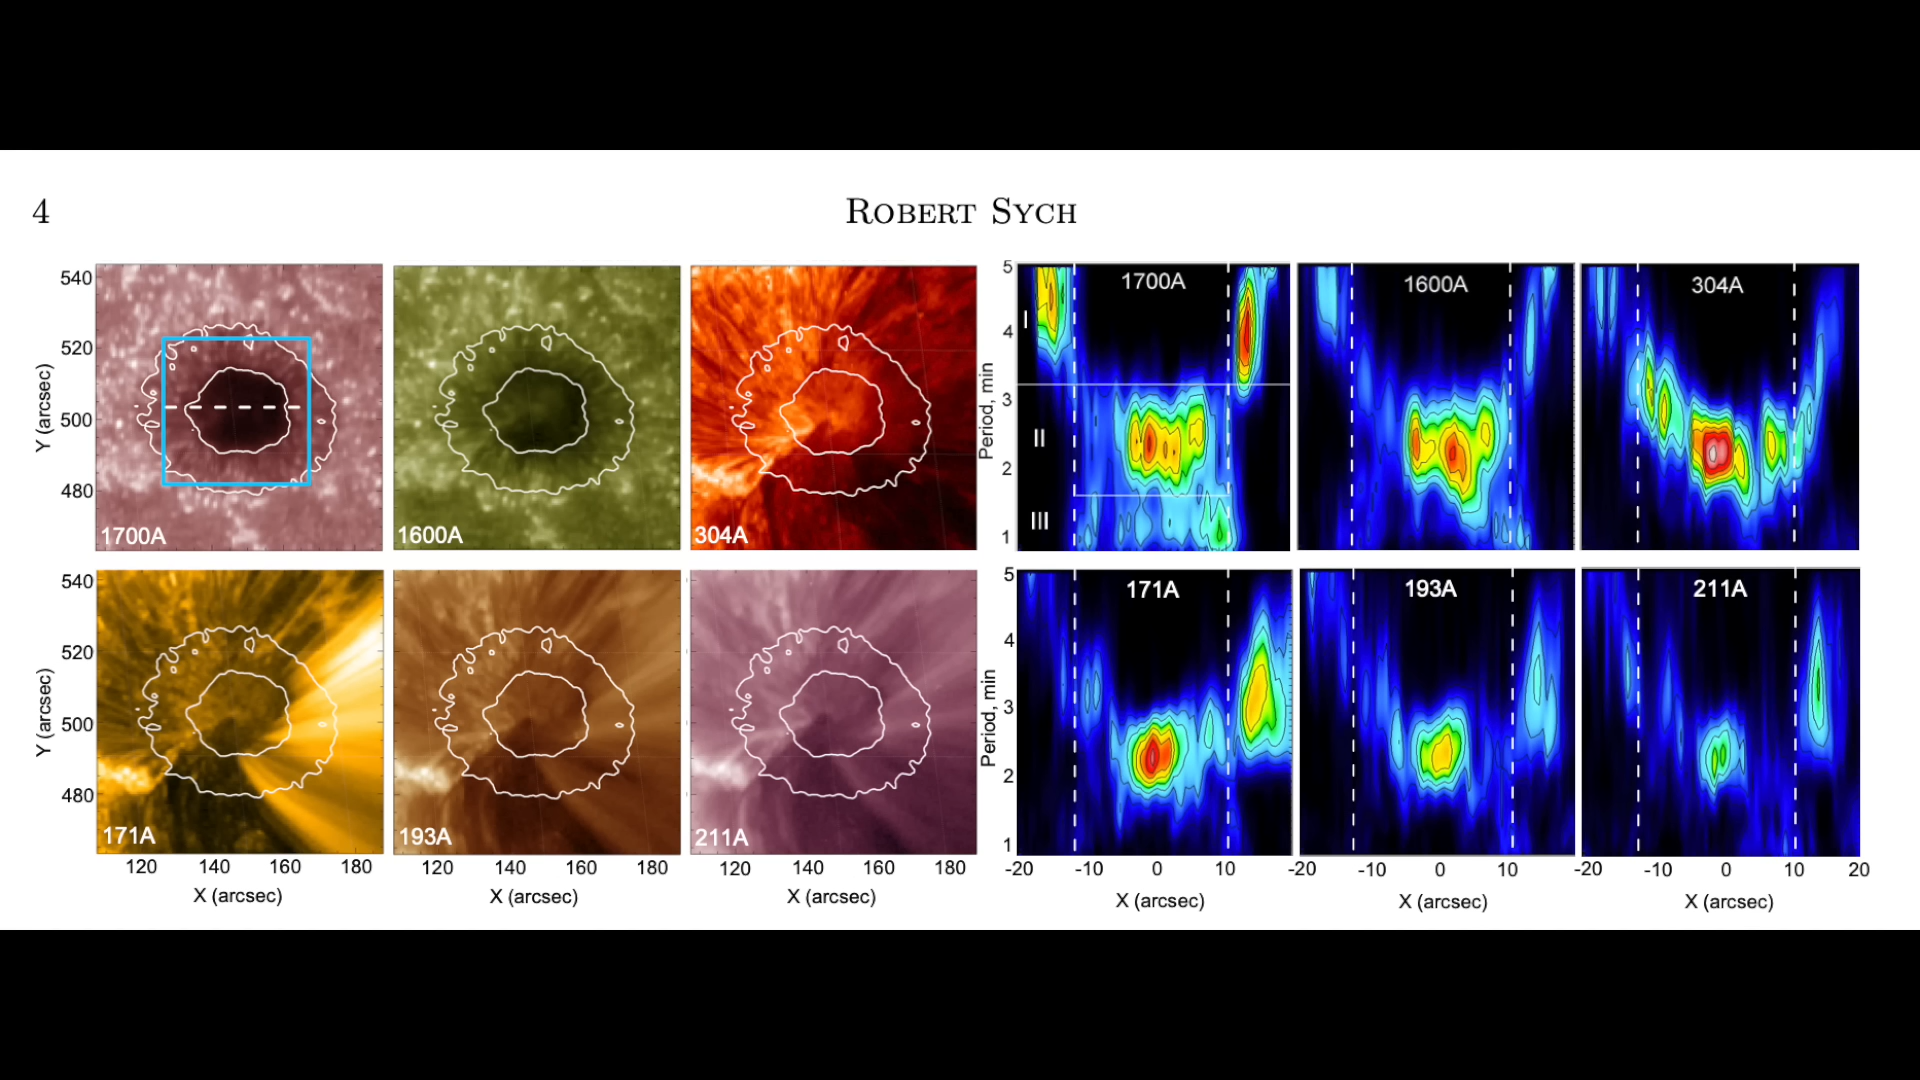 4 ROBERT SYCH
540
520
500
480
Y (arcsec)
1700A
1600A
304A
5
4
3
2
1
Period, min
I
II
III
1700A
1600A
304A
540
520
500
480
Y (arcsec)
171A
193A
211A
120 140 160 180
120 140 160 180
120 140 160 180
X (arcsec)
X (arcsec)
X (arcsec)
5
4
3
2
1
Period, min
171A
193A
211A
-20 -10 0 10
-20 -10 0 10
-20 -10 0 10 20
X (arcsec)
X (arcsec)
X (arcsec)